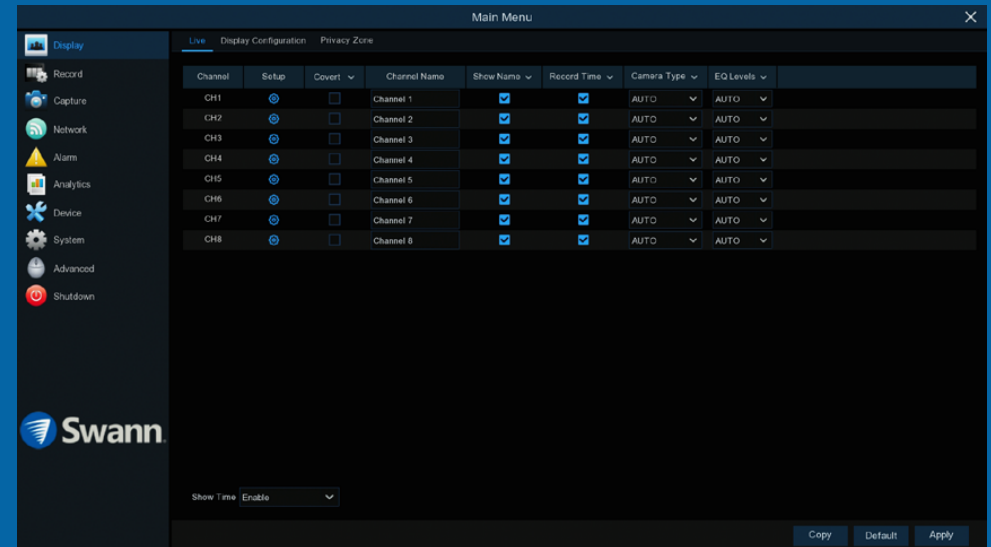 Main Menu
Display
Record
Capture
Network
Alarm
Analytics
Device
System
Advanced
Shutdown
Swann
Live Display Configuration Privacy Zone
Channel Setup Covert Channel Name Show Name Record Time Camera Type EQ Levels
CH1 Channel 1 AUTO AUTO
CH2 Channel 2 AUTO AUTO
CH3 Channel 3 AUTO AUTO
CH4 Channel 4 AUTO AUTO
CH5 Channel 5 AUTO AUTO
CH6 Channel 6 AUTO AUTO
CH7 Channel 7 AUTO AUTO
CH8 Channel 8 AUTO AUTO
Show Time Enable
Copy Default Apply